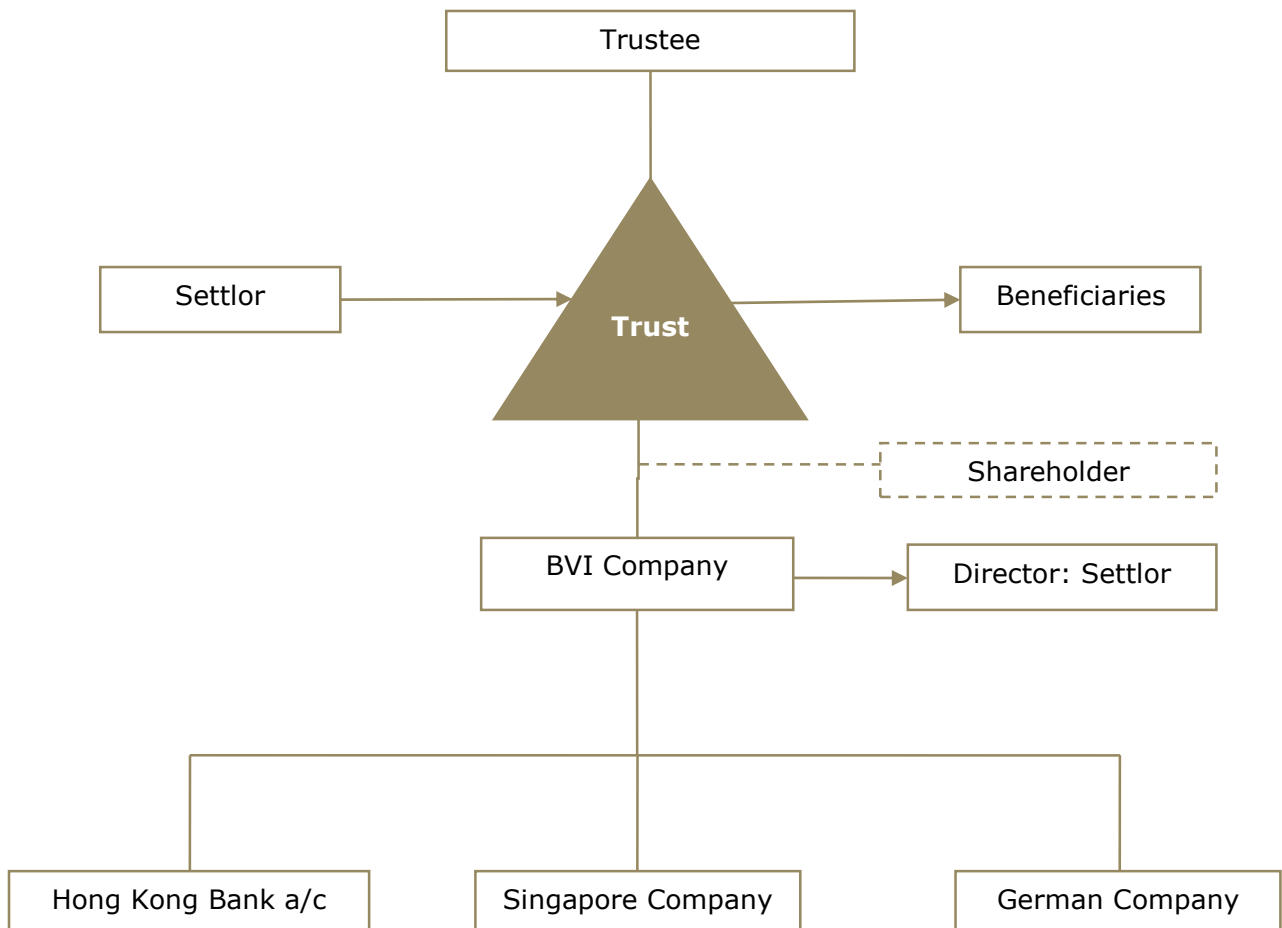 Trustee
Settlor
Trust
Beneficiaries
Shareholder
BVI Company
Director: Settlor
Hong Kong Bank a/c
Singapore Company
German Company